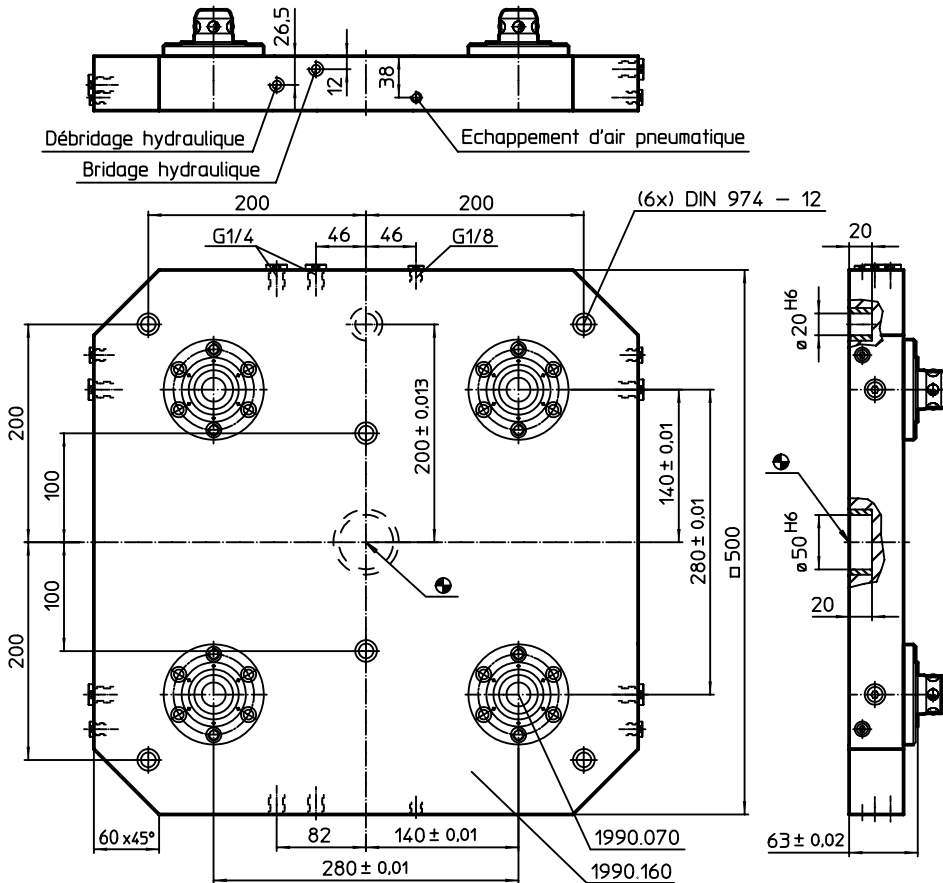 26,5
12
38
Débridage hydraulique
Bridage hydraulique
Echappement d'air pneumatique
200
200
(6x) DIN 974 – 12
G1/4
46
46
G1/8
20
ø20 H6
200
100
200 ± 0,013
140 ± 0,01
280 ± 0,01
□ 500
ø50 H6
100
200
20
60 x45°
82
140 ± 0,01
280 ± 0,01
1990.070
1990.160
63 ± 0,02